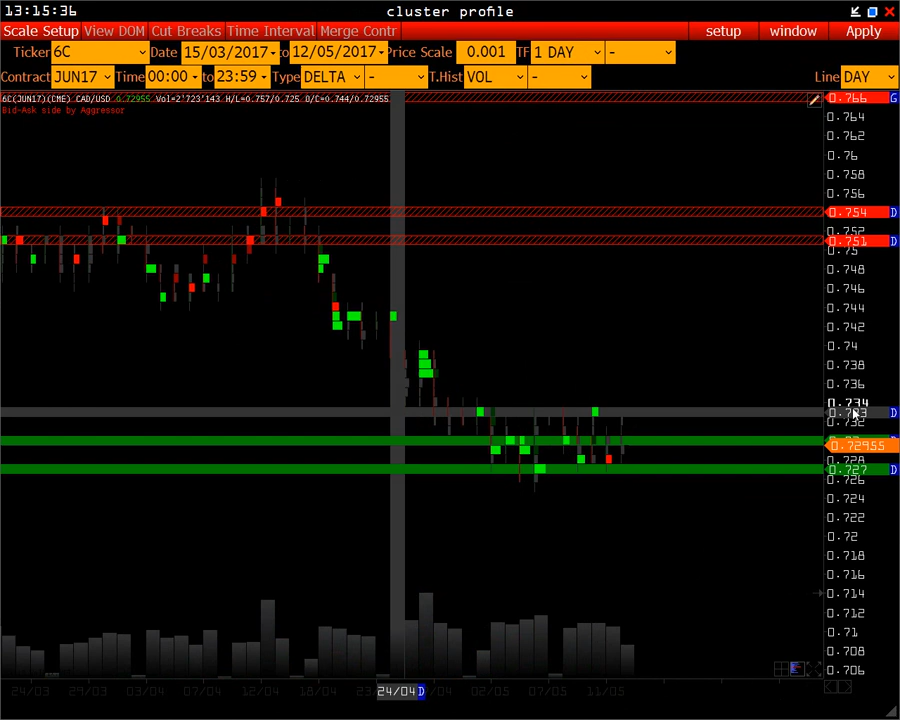 13:15:36 cluster profile
Scale Setup View DOM Cut Breaks Time Interval Merge Contr setup window Apply
Ticker 6C Date 15/03/2017 to 12/05/2017 Price Scale 0.001 TF 1 DAY -
Contract JUN17 Time 00:00 to 23:59 Type DELTA - T.Hist VOL - Line DAY
6C(JUN17)(CME) CAD/USD 0.72955 Vol=2'723'143 H/L=0.757/0.725 O/C=0.744/0.72955
0.766 G
Bid-Ask side by Aggressor
0.764
0.762
0.76
0.758
0.756
0.754 D
0.752
0.751 D
0.75
0.748
0.746
0.744
0.742
0.74
0.738
0.736
0.734
0.733 D
0.732
0.72955
0.728
0.727 D
0.726
0.724
0.722
0.72
0.718
0.716
0.714
0.712
0.71
0.708
0.706
24/03 29/03 03/04 07/04 12/04 18/04 24/04 D 02/05 07/05 11/05